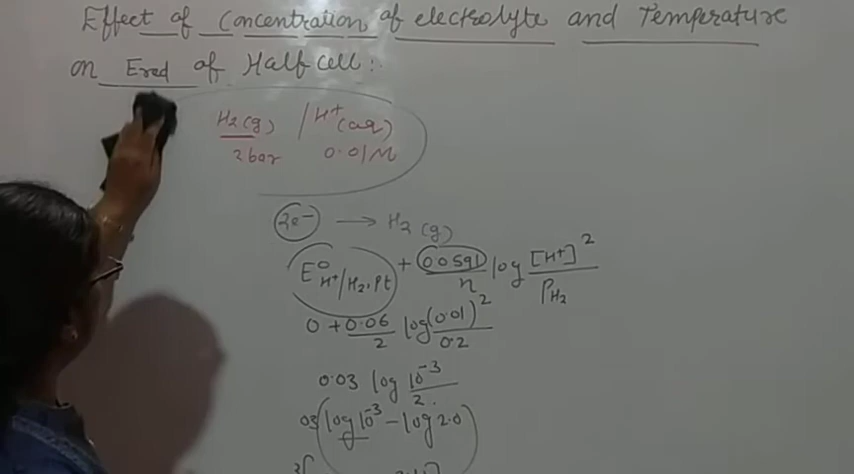 Effect of Concentration of electrolyte and Temperature
on Ered of Half cell:
H2(g) / H+(aq)
2bar 0.01M
2e- → H2(g)
E0 H+/H2,Pt + 0.0591/n log [H+]2/PH2
0 + 0.06/2 log (0.01)2/0.2
0.03 log 10-3/2.
03 (log 10-3 - log 2.0)